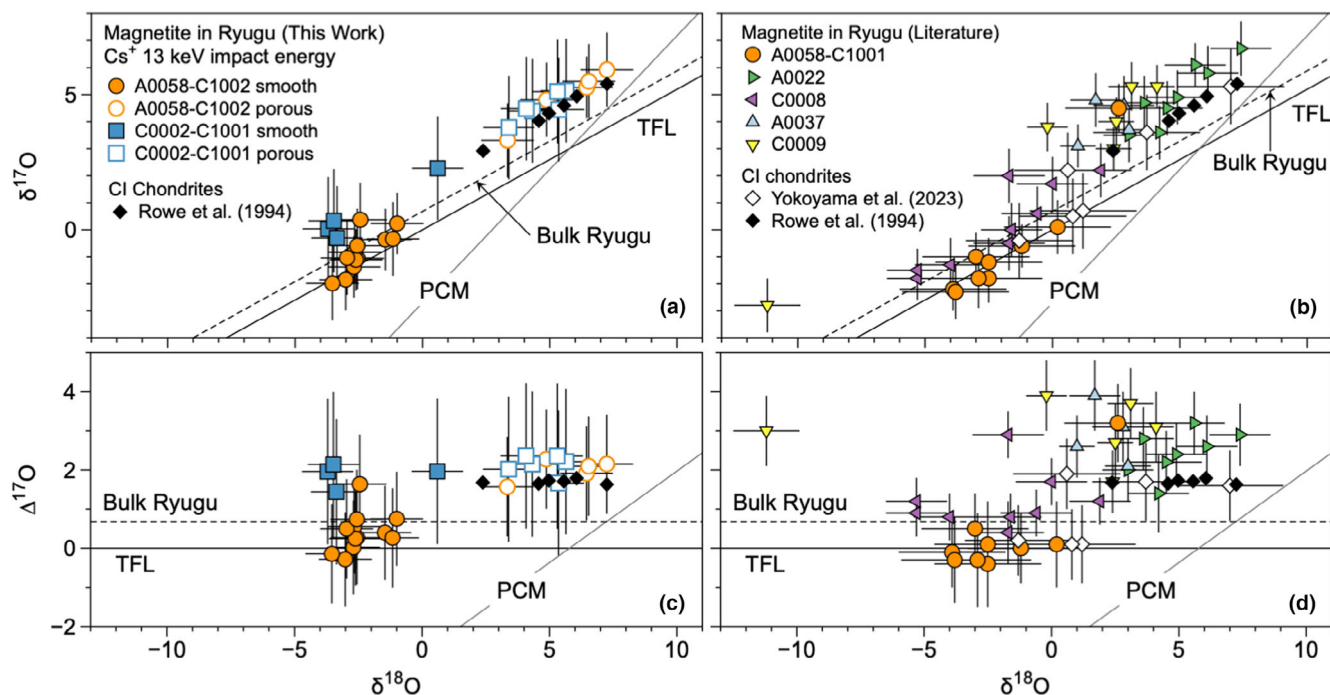 (a)
Magnetite in Ryugu (This Work)
Cs⁺ 13 keV impact energy
A0058-C1002 smooth
A0058-C1002 porous
C0002-C1001 smooth
C0002-C1001 porous
CI Chondrites
Rowe et al. (1994)
δ¹⁷O
5
0
TFL
Bulk Ryugu
PCM
(b)
Magnetite in Ryugu (Literature)
A0058-C1001
A0022
C0008
A0037
C0009
CI chondrites
Yokoyama et al. (2023)
Rowe et al. (1994)
TFL
Bulk Ryugu
PCM
(c)
Δ¹⁷O
4
2
0
−2
Bulk Ryugu
TFL
PCM
−10
−5
0
5
10
δ¹⁸O
(d)
Bulk Ryugu
TFL
PCM
−10
−5
0
5
10
δ¹⁸O